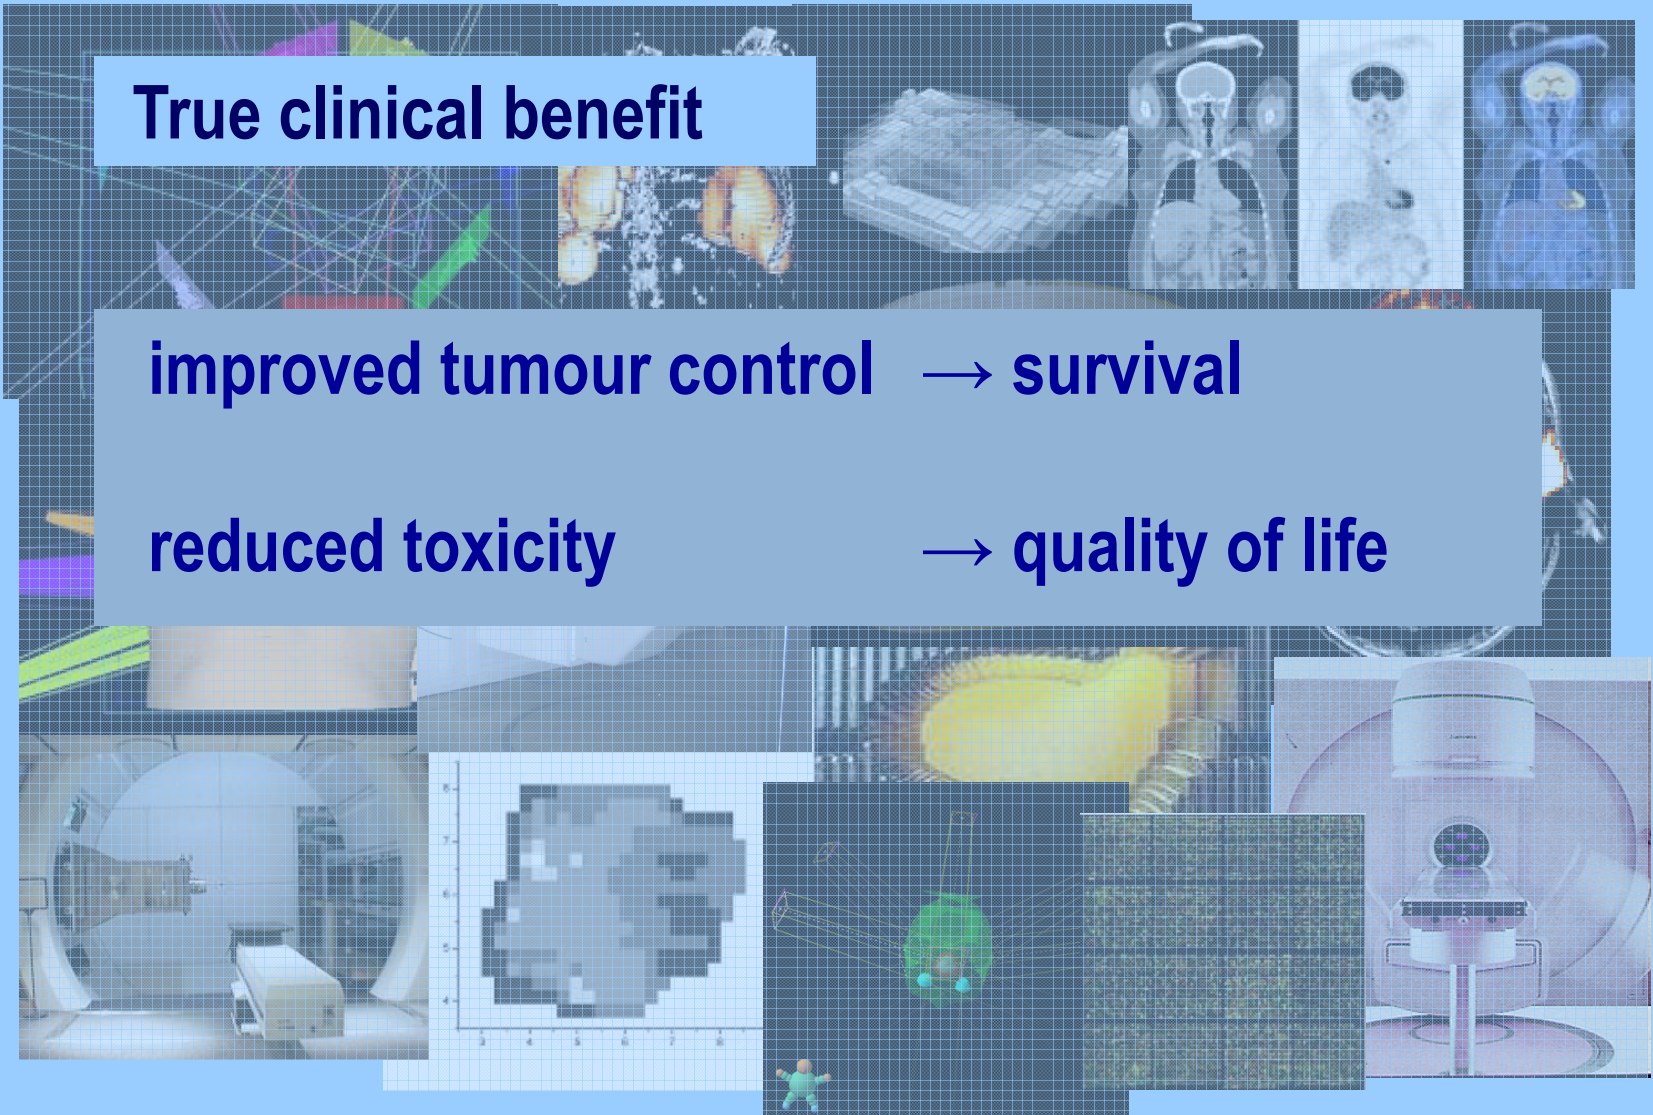 True clinical benefit
improved tumour control → survival
reduced toxicity → quality of life